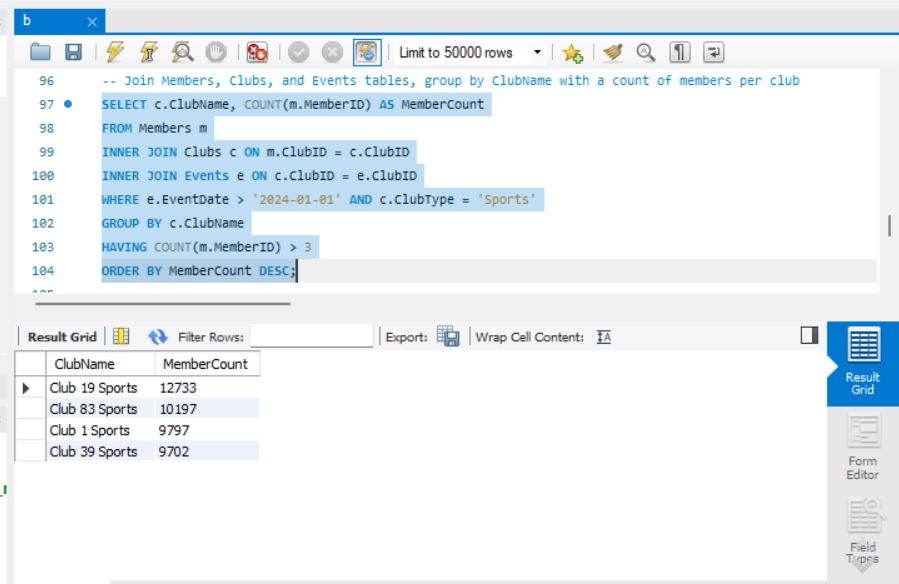 b
Limit to 50000 rows
96 -- Join Members, Clubs, and Events tables, group by ClubName with a count of members per club
97 SELECT c.ClubName, COUNT(m.MemberID) AS MemberCount
98 FROM Members m
99 INNER JOIN Clubs c ON m.ClubID = c.ClubID
100 INNER JOIN Events e ON c.ClubID = e.ClubID
101 WHERE e.EventDate > '2024-01-01' AND c.ClubType = 'Sports'
102 GROUP BY c.ClubName
103 HAVING COUNT(m.MemberID) > 3
104 ORDER BY MemberCount DESC;
Result Grid Filter Rows: Export: Wrap Cell Content: IA
ClubName MemberCount
Club 19 Sports 12733
Club 83 Sports 10197
Club 1 Sports 9797
Club 39 Sports 9702
Result
Grid
Form
Editor
Field
Types